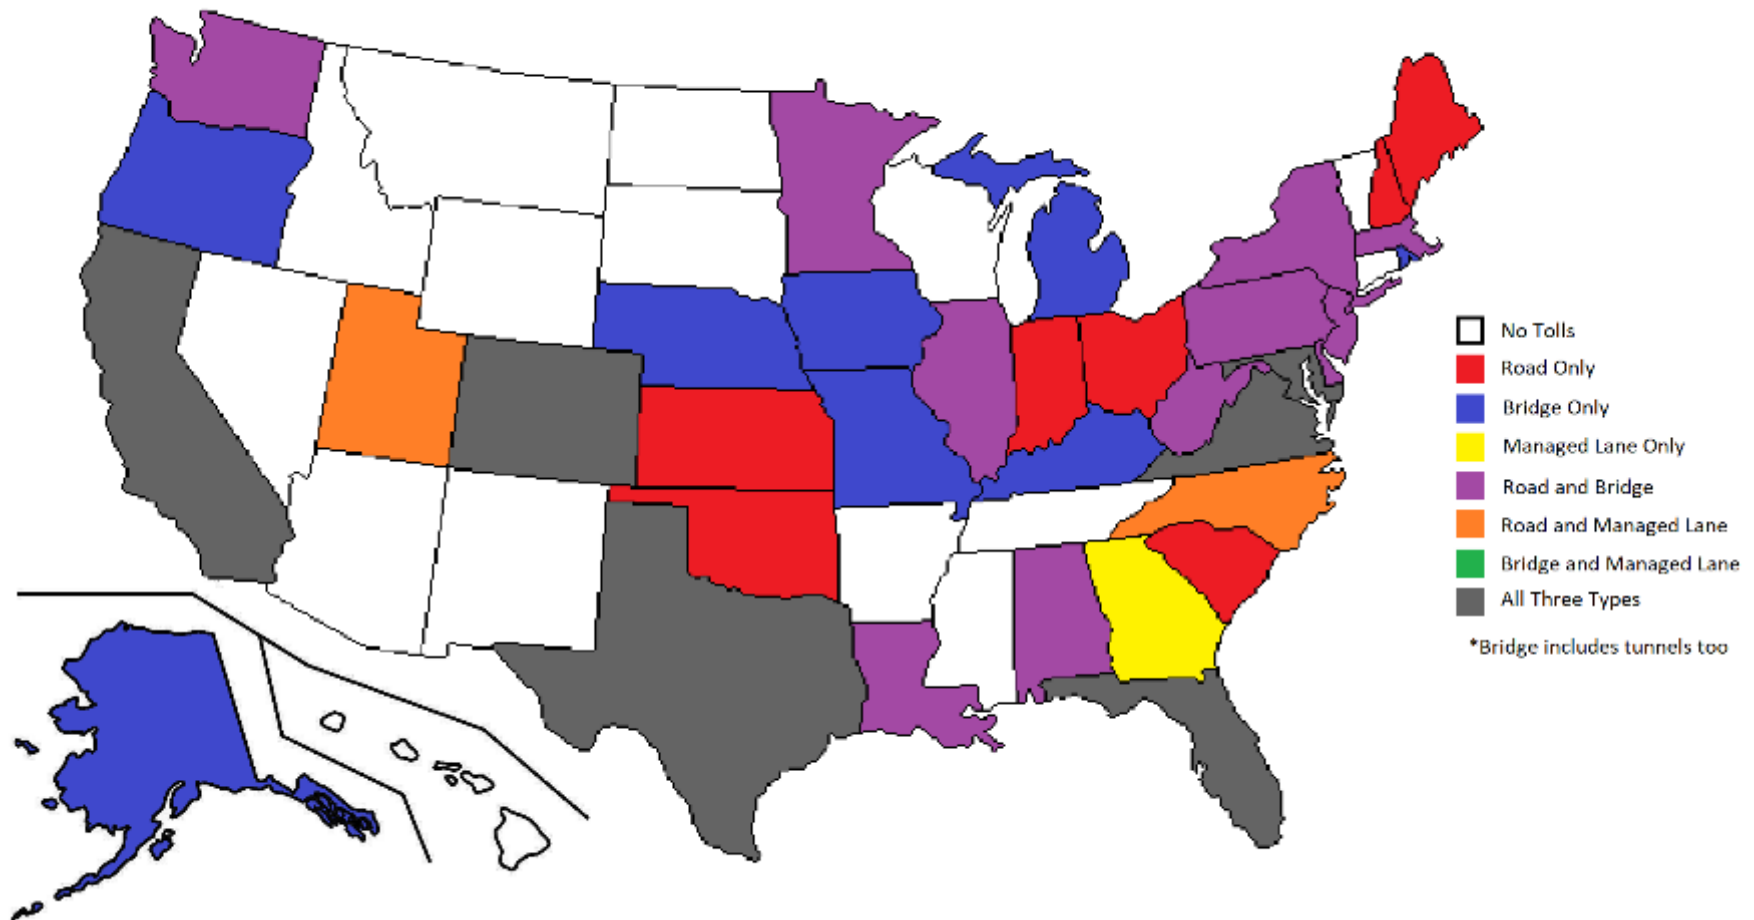 No Tolls
Road Only
Bridge Only
Managed Lane Only
Road and Bridge
Road and Managed Lane
Bridge and Managed Lane
All Three Types
*Bridge includes tunnels too